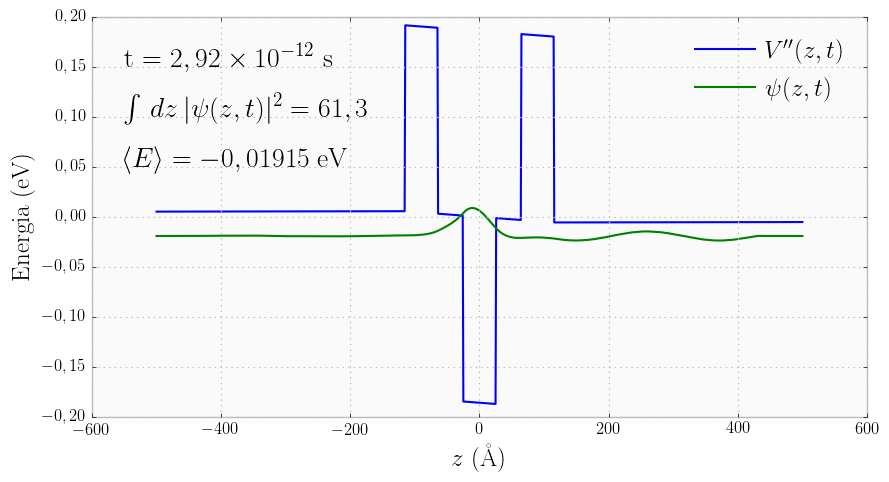 t = 2,92 × 10⁻¹² s
∫ dz |ψ(z, t)|² = 61,3
⟨E⟩ = −0,01915 eV
V′′(z, t)
ψ(z, t)
Energia (eV)
0,20
0,15
0,10
0,05
0,00
−0,05
−0,10
−0,15
−0,20
−600 −400 −200 0 200 400 600
z (Å)